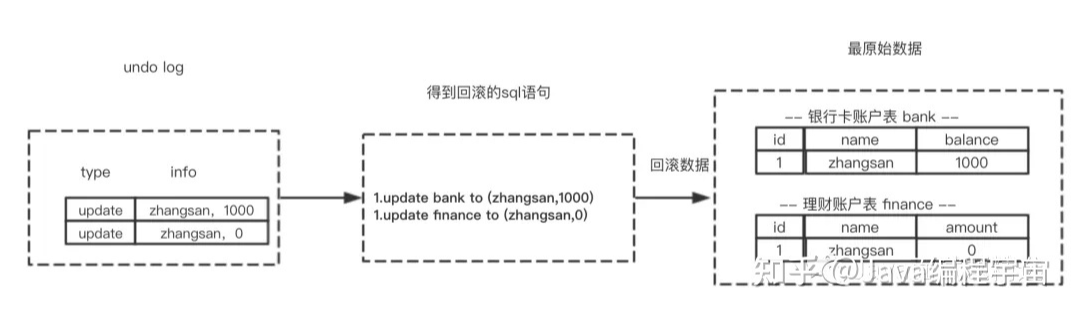 undo log
type info
update zhangsan, 1000
update zhangsan, 0
得到回滚的sql语句
1.update bank to (zhangsan,1000)
1.update finance to (zhangsan,0)
回滚数据
最原始数据
-- 银行卡账户表 bank --
id name balance
1 zhangsan 1000
-- 理财账户表 finance --
id name amount
1 zhangsan 0
知乎 @Java编程宇宙